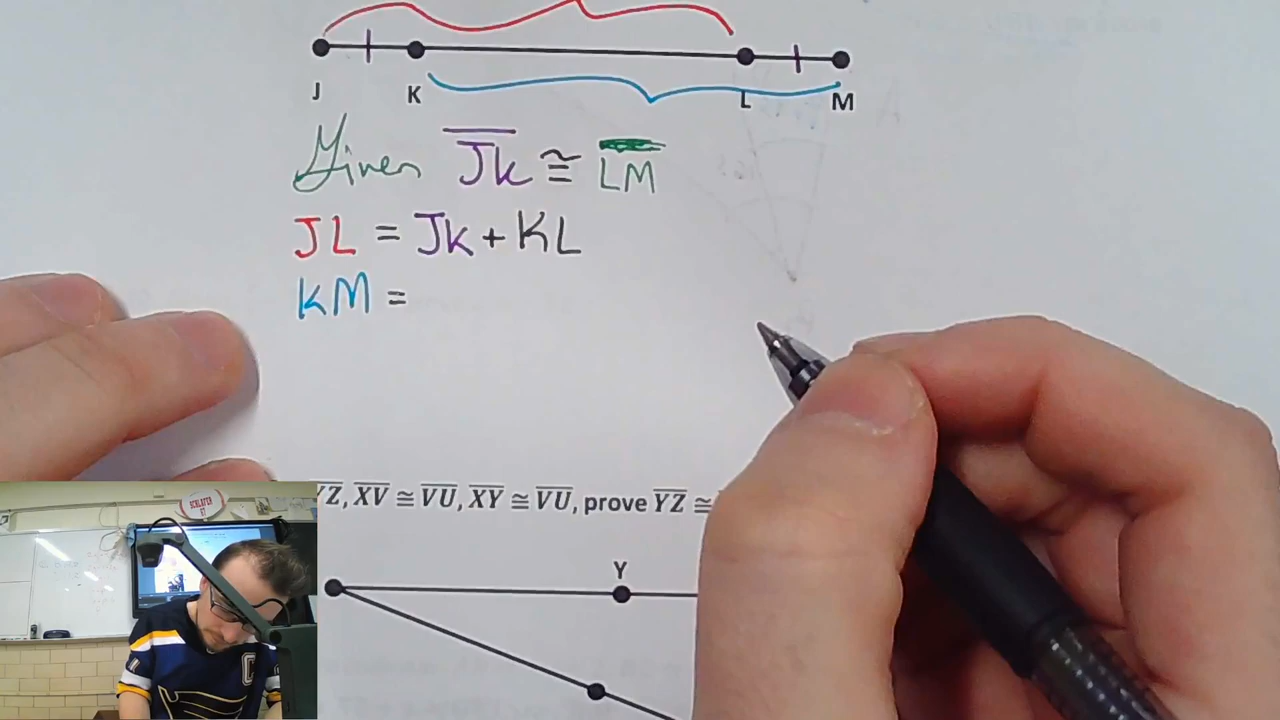 J K L M
Given JK ≅ LM
JL = Jk + KL
KM =
YZ, XV ≅ VU, XY ≅ VU, prove YZ ≅
Y